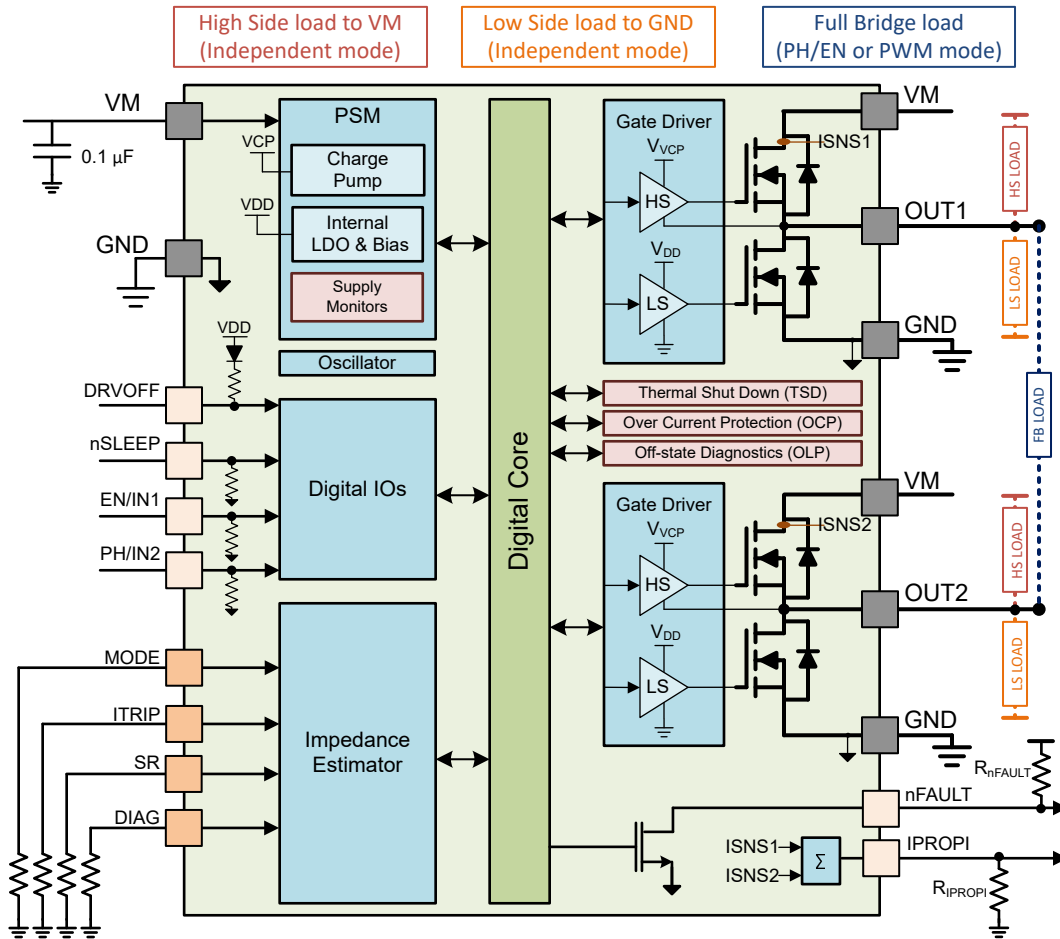 High Side load to VM
(Independent mode)
Low Side load to GND
(Independent mode)
Full Bridge load
(PH/EN or PWM mode)
VM
0.1 µF
GND
PSM
VCP
Charge
Pump
VDD
Internal
LDO & Bias
Supply
Monitors
Oscillator
VDD
DRVOFF
nSLEEP
EN/IN1
PH/IN2
Digital IOs
MODE
ITRIP
SR
DIAG
Impedance
Estimator
Digital Core
Gate Driver
VVCP
HS
VDD
LS
ISNS1
VM
OUT1
GND
HS LOAD
LS LOAD
FB LOAD
Thermal Shut Down (TSD)
Over Current Protection (OCP)
Off-state Diagnostics (OLP)
Gate Driver
VVCP
HS
VDD
LS
ISNS2
VM
OUT2
GND
HS LOAD
LS LOAD
RnFAULT
nFAULT
ISNS1
ISNS2
Σ
IPROPI
RIPROPI